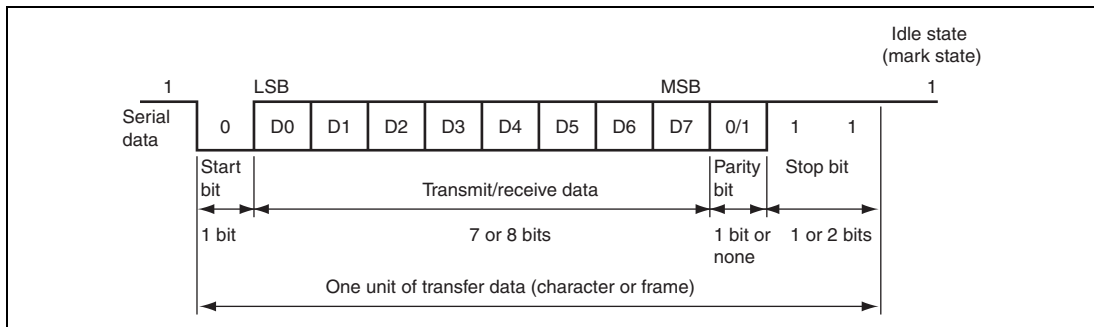 Idle state
(mark state)
1 LSB MSB 1
Serial
data
0 D0 D1 D2 D3 D4 D5 D6 D7 0/1 1 1
Start
bit
Transmit/receive data
Parity
bit
Stop bit
1 bit
7 or 8 bits
1 bit or
none
1 or 2 bits
One unit of transfer data (character or frame)